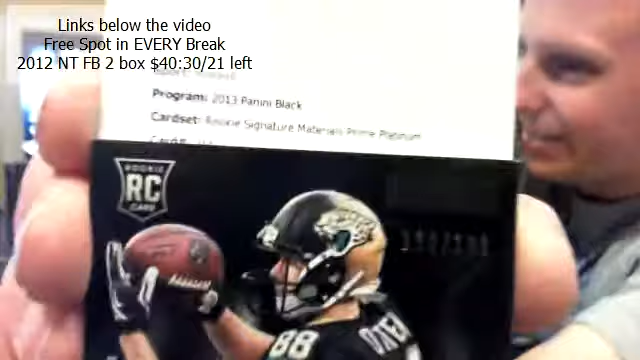 Links below the video
Free Spot in EVERY Break
2012 NT FB 2 box $40:30/21 left
Program: 2013 Panini Black
Cardset: Rookie Signature Materials Prime Platinum
ROOKIE
RC
CARD
88